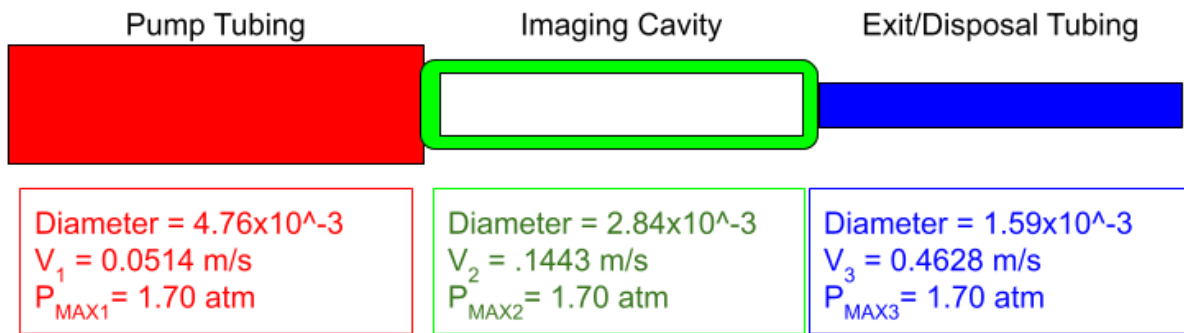 Pump Tubing
Imaging Cavity
Exit/Disposal Tubing
Diameter = 4.76x10^-3
V1 = 0.0514 m/s
PMAX1= 1.70 atm
Diameter = 2.84x10^-3
V2 = .1443 m/s
PMAX2= 1.70 atm
Diameter = 1.59x10^-3
V3 = 0.4628 m/s
PMAX3= 1.70 atm